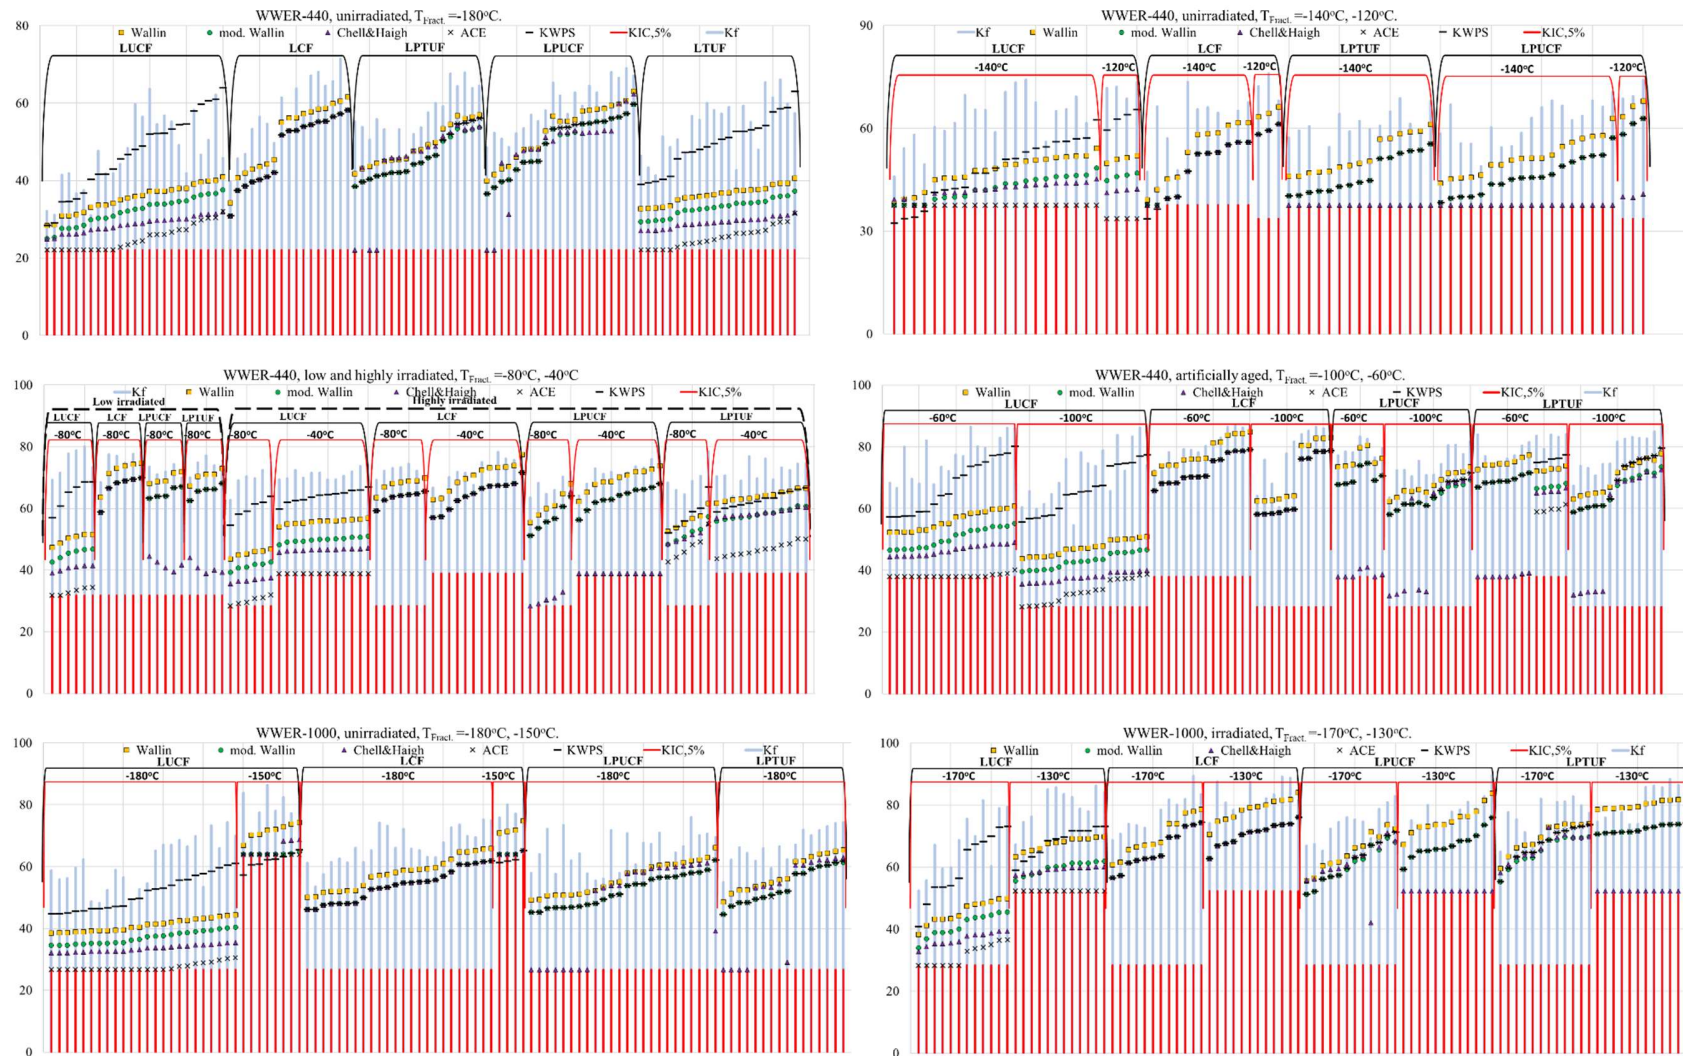 WWER-440, unirradiated, TFract. =-180°C.
Wallin mod. Wallin Chell&Haigh ACE KWPS KIC,5% Kf
LUCF LCF LPTUF LPUCF LTUF
80
60
40
20
0
WWER-440, unirradiated, TFract. =-140°C, -120°C.
Kf Wallin mod. Wallin Chell&Haigh ACE KWPS KIC,5%
LUCF LCF LPTUF LPUCF
-140°C -120°C -140°C -120°C -140°C -140°C -120°C
90
60
30
0
WWER-440, low and highly irradiated, TFract. =-80°C, -40°C
Kf Wallin mod. Wallin Chell&Haigh ACE KWPS KIC,5%
Low irradiated Highly irradiated
LUCF LCF LPUCF LPTUF LUCF LCF LPUCF LPTUF
-80°C -80°C -80°C -80°C -80°C -40°C -80°C -40°C -80°C -40°C -80°C -40°C
100
80
60
40
20
0
WWER-440, artificially aged, TFract. =-100°C, -60°C.
Wallin mod. Wallin Chell&Haigh ACE KWPS KIC,5% Kf
LUCF LCF LPUCF LPTUF
-60°C -100°C -60°C -100°C -60°C -100°C -60°C -100°C
100
80
60
40
20
0
WWER-1000, unirradiated, TFract. =-180°C, -150°C.
Wallin mod. Wallin Chell&Haigh ACE KWPS KIC,5% Kf
LUCF LCF LPUCF LPTUF
-180°C -150°C -180°C -150°C -180°C -180°C
100
80
60
40
20
0
WWER-1000, irradiated, TFract. =-170°C, -130°C.
Wallin mod. Wallin Chell&Haigh ACE KWPS KIC,5% Kf
LUCF LCF LPUCF LPTUF
-170°C -130°C -170°C -130°C -170°C -130°C -170°C -130°C
100
80
60
40
20
0